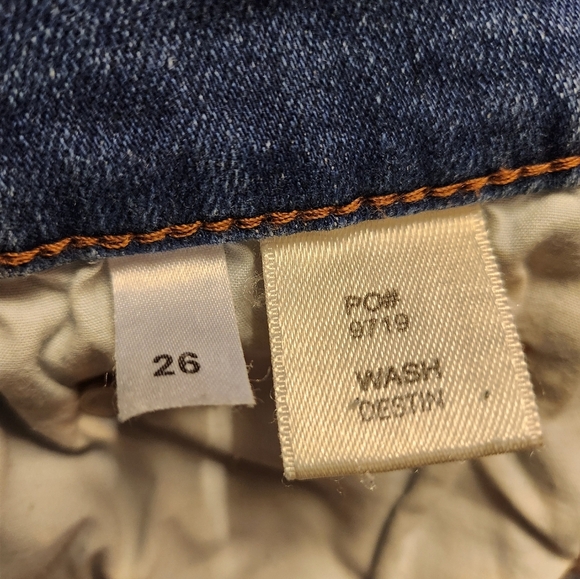 26
PO#
9719
WASH
DESTIN